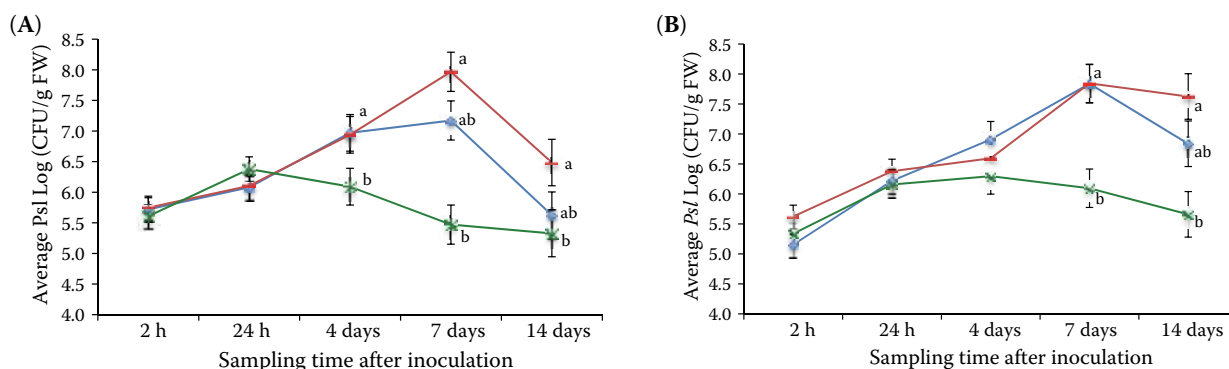 (A)
Average Psl Log (CFU/g FW)
8.5
8.0
7.5
7.0
6.5
6.0
5.5
5.0
4.5
4.0
a
a
ab
b
a
ab
b
b
2 h 24 h 4 days 7 days 14 days
Sampling time after inoculation
(B)
Average Psl Log (CFU/g FW)
8.5
8.0
7.5
7.0
6.5
6.0
5.5
5.0
4.5
4.0
a
a
ab
b
b
2 h 24 h 4 days 7 days 14 days
Sampling time after inoculation